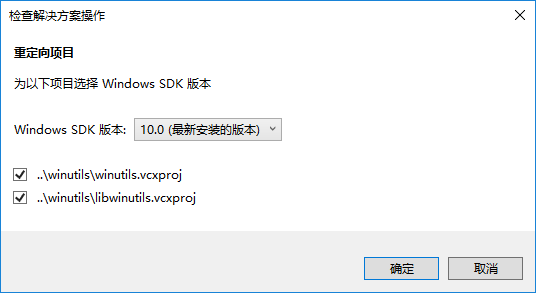 检查解决方案操作
重定向项目
为以下项目选择 Windows SDK 版本
Windows SDK 版本: 10.0 (最新安装的版本)
..\winutils\winutils.vcxproj
..\winutils\libwinutils.vcxproj
确定 取消